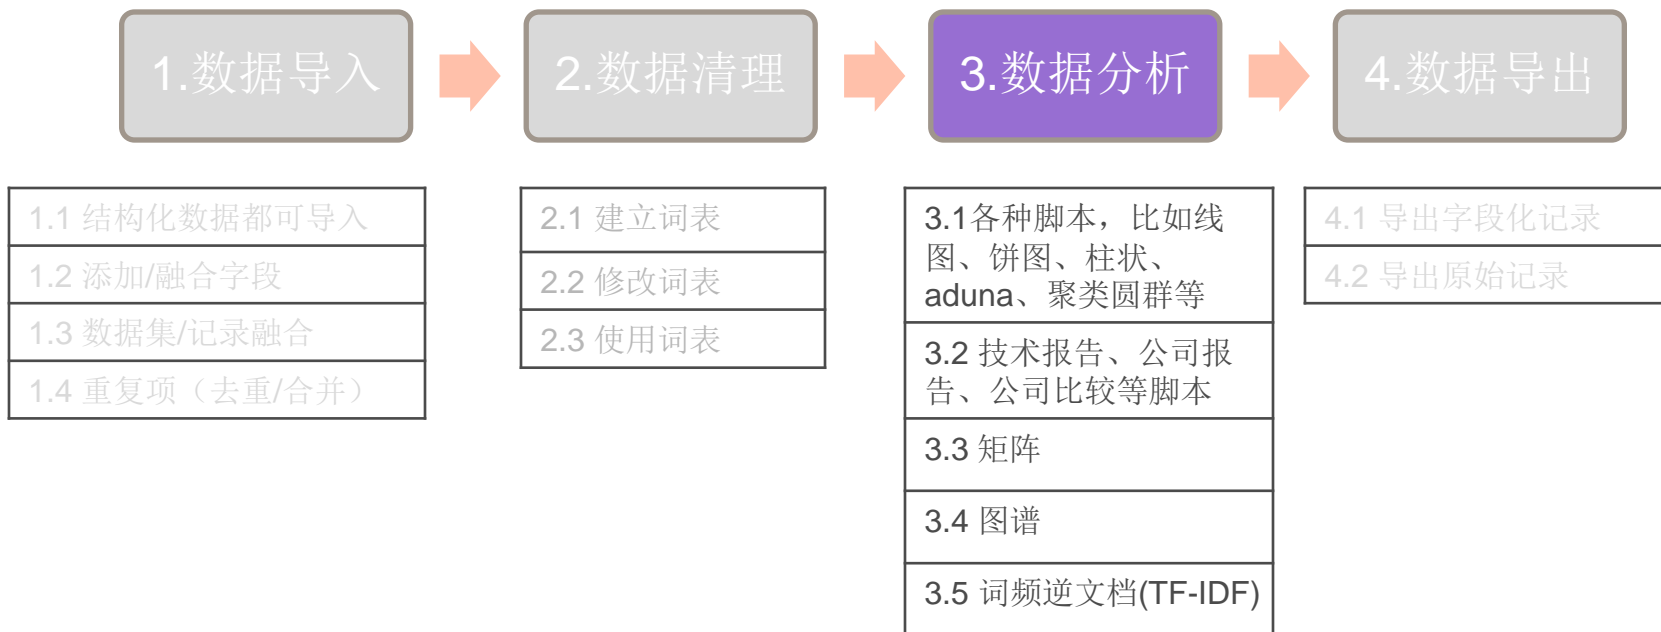 1.数据导入
2.数据清理
3.数据分析
4.数据导出
1.1 结构化数据都可导入
1.2 添加/融合字段
1.3 数据集/记录融合
1.4 重复项（去重/合并）
2.1 建立词表
2.2 修改词表
2.3 使用词表
3.1各种脚本，比如线
图、饼图、柱状、
aduna、聚类圆群等
3.2 技术报告、公司报
告、公司比较等脚本
3.3 矩阵
3.4 图谱
3.5 词频逆文档(TF-IDF)
4.1 导出字段化记录
4.2 导出原始记录